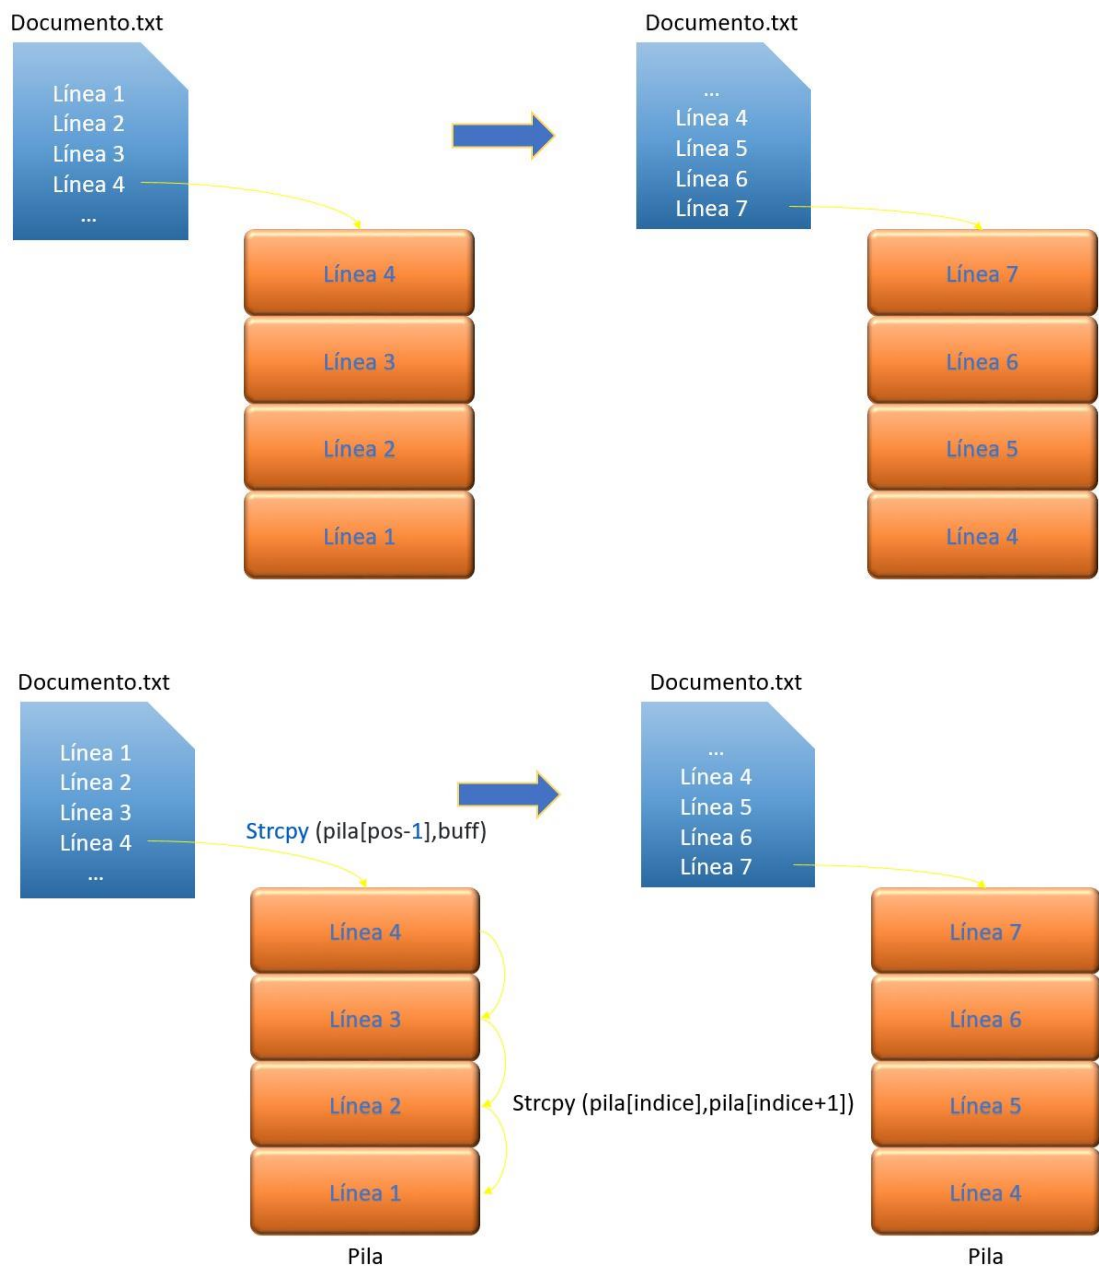 Documento.txt
Línea 1
Línea 2
Línea 3
Línea 4
...
Línea 4
Línea 3
Línea 2
Línea 1
Documento.txt
...
Línea 4
Línea 5
Línea 6
Línea 7
Línea 7
Línea 6
Línea 5
Línea 4
Documento.txt
Línea 1
Línea 2
Línea 3
Línea 4
...
Strcpy (pila[pos-1],buff)
Línea 4
Línea 3
Línea 2
Línea 1
Pila
Strcpy (pila[indice],pila[indice+1])
Documento.txt
...
Línea 4
Línea 5
Línea 6
Línea 7
Línea 7
Línea 6
Línea 5
Línea 4
Pila